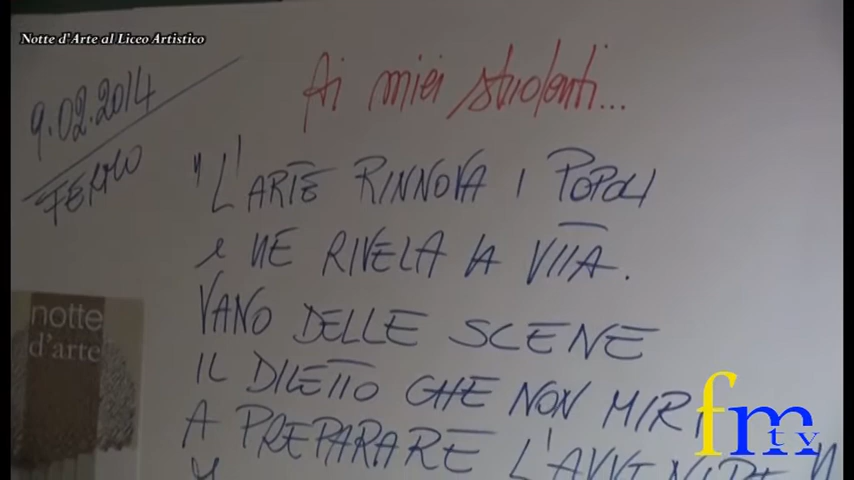 Notte d'Arte al Liceo Artistico
9.02.2014
FERMO
Ai miei studenti...
"L'ARTE RINNOVA I POPOLI
e NE RIVELA LA VITA.
VANO DELLE SCENE
IL DILETTO CHE NON MIRI
A PREPARARE L'AVVENIRE"
notte
d'arte
fm
tv